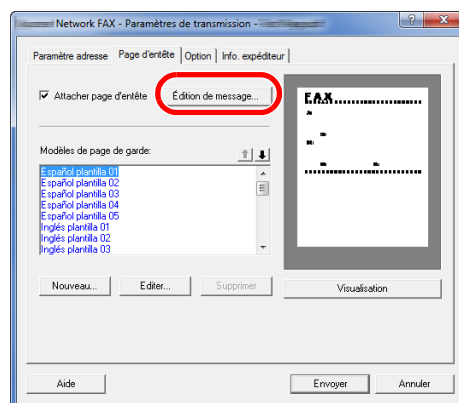 Network FAX - Paramètres de transmission -
Paramètre adresse Page d'entête Option Info. expéditeur
Attacher page d'entête Édition de message...
Modèles de page de garde:
Español plantilla 01
Español plantilla 02
Español plantilla 03
Español plantilla 04
Español plantilla 05
Inglés plantilla 01
Inglés plantilla 02
Inglés plantilla 03
FAX
Nouveau... Editer... Supprimer Visualisation
Aide Envoyer Annuler